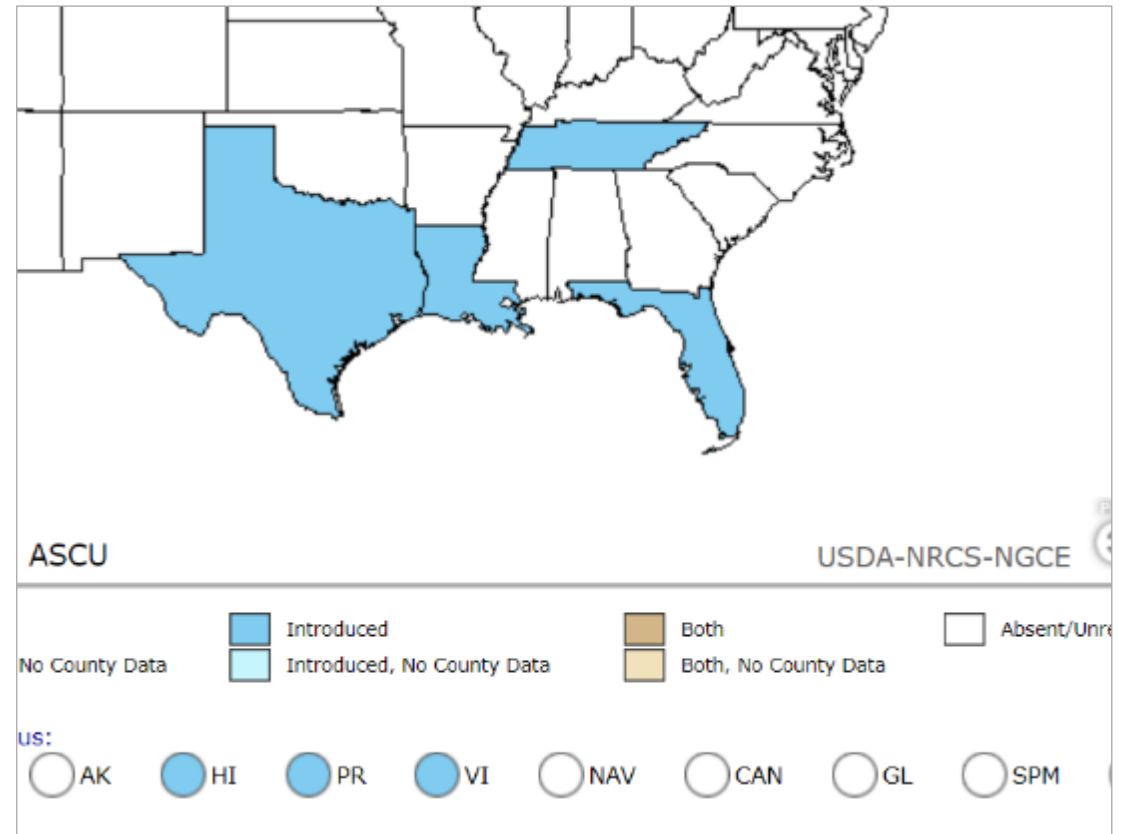 ASCU
USDA-NRCS-NGCE
Introduced
Both
Absent/Unre
No County Data
Introduced, No County Data
Both, No County Data
us:
AK HI PR VI NAV CAN GL SPM